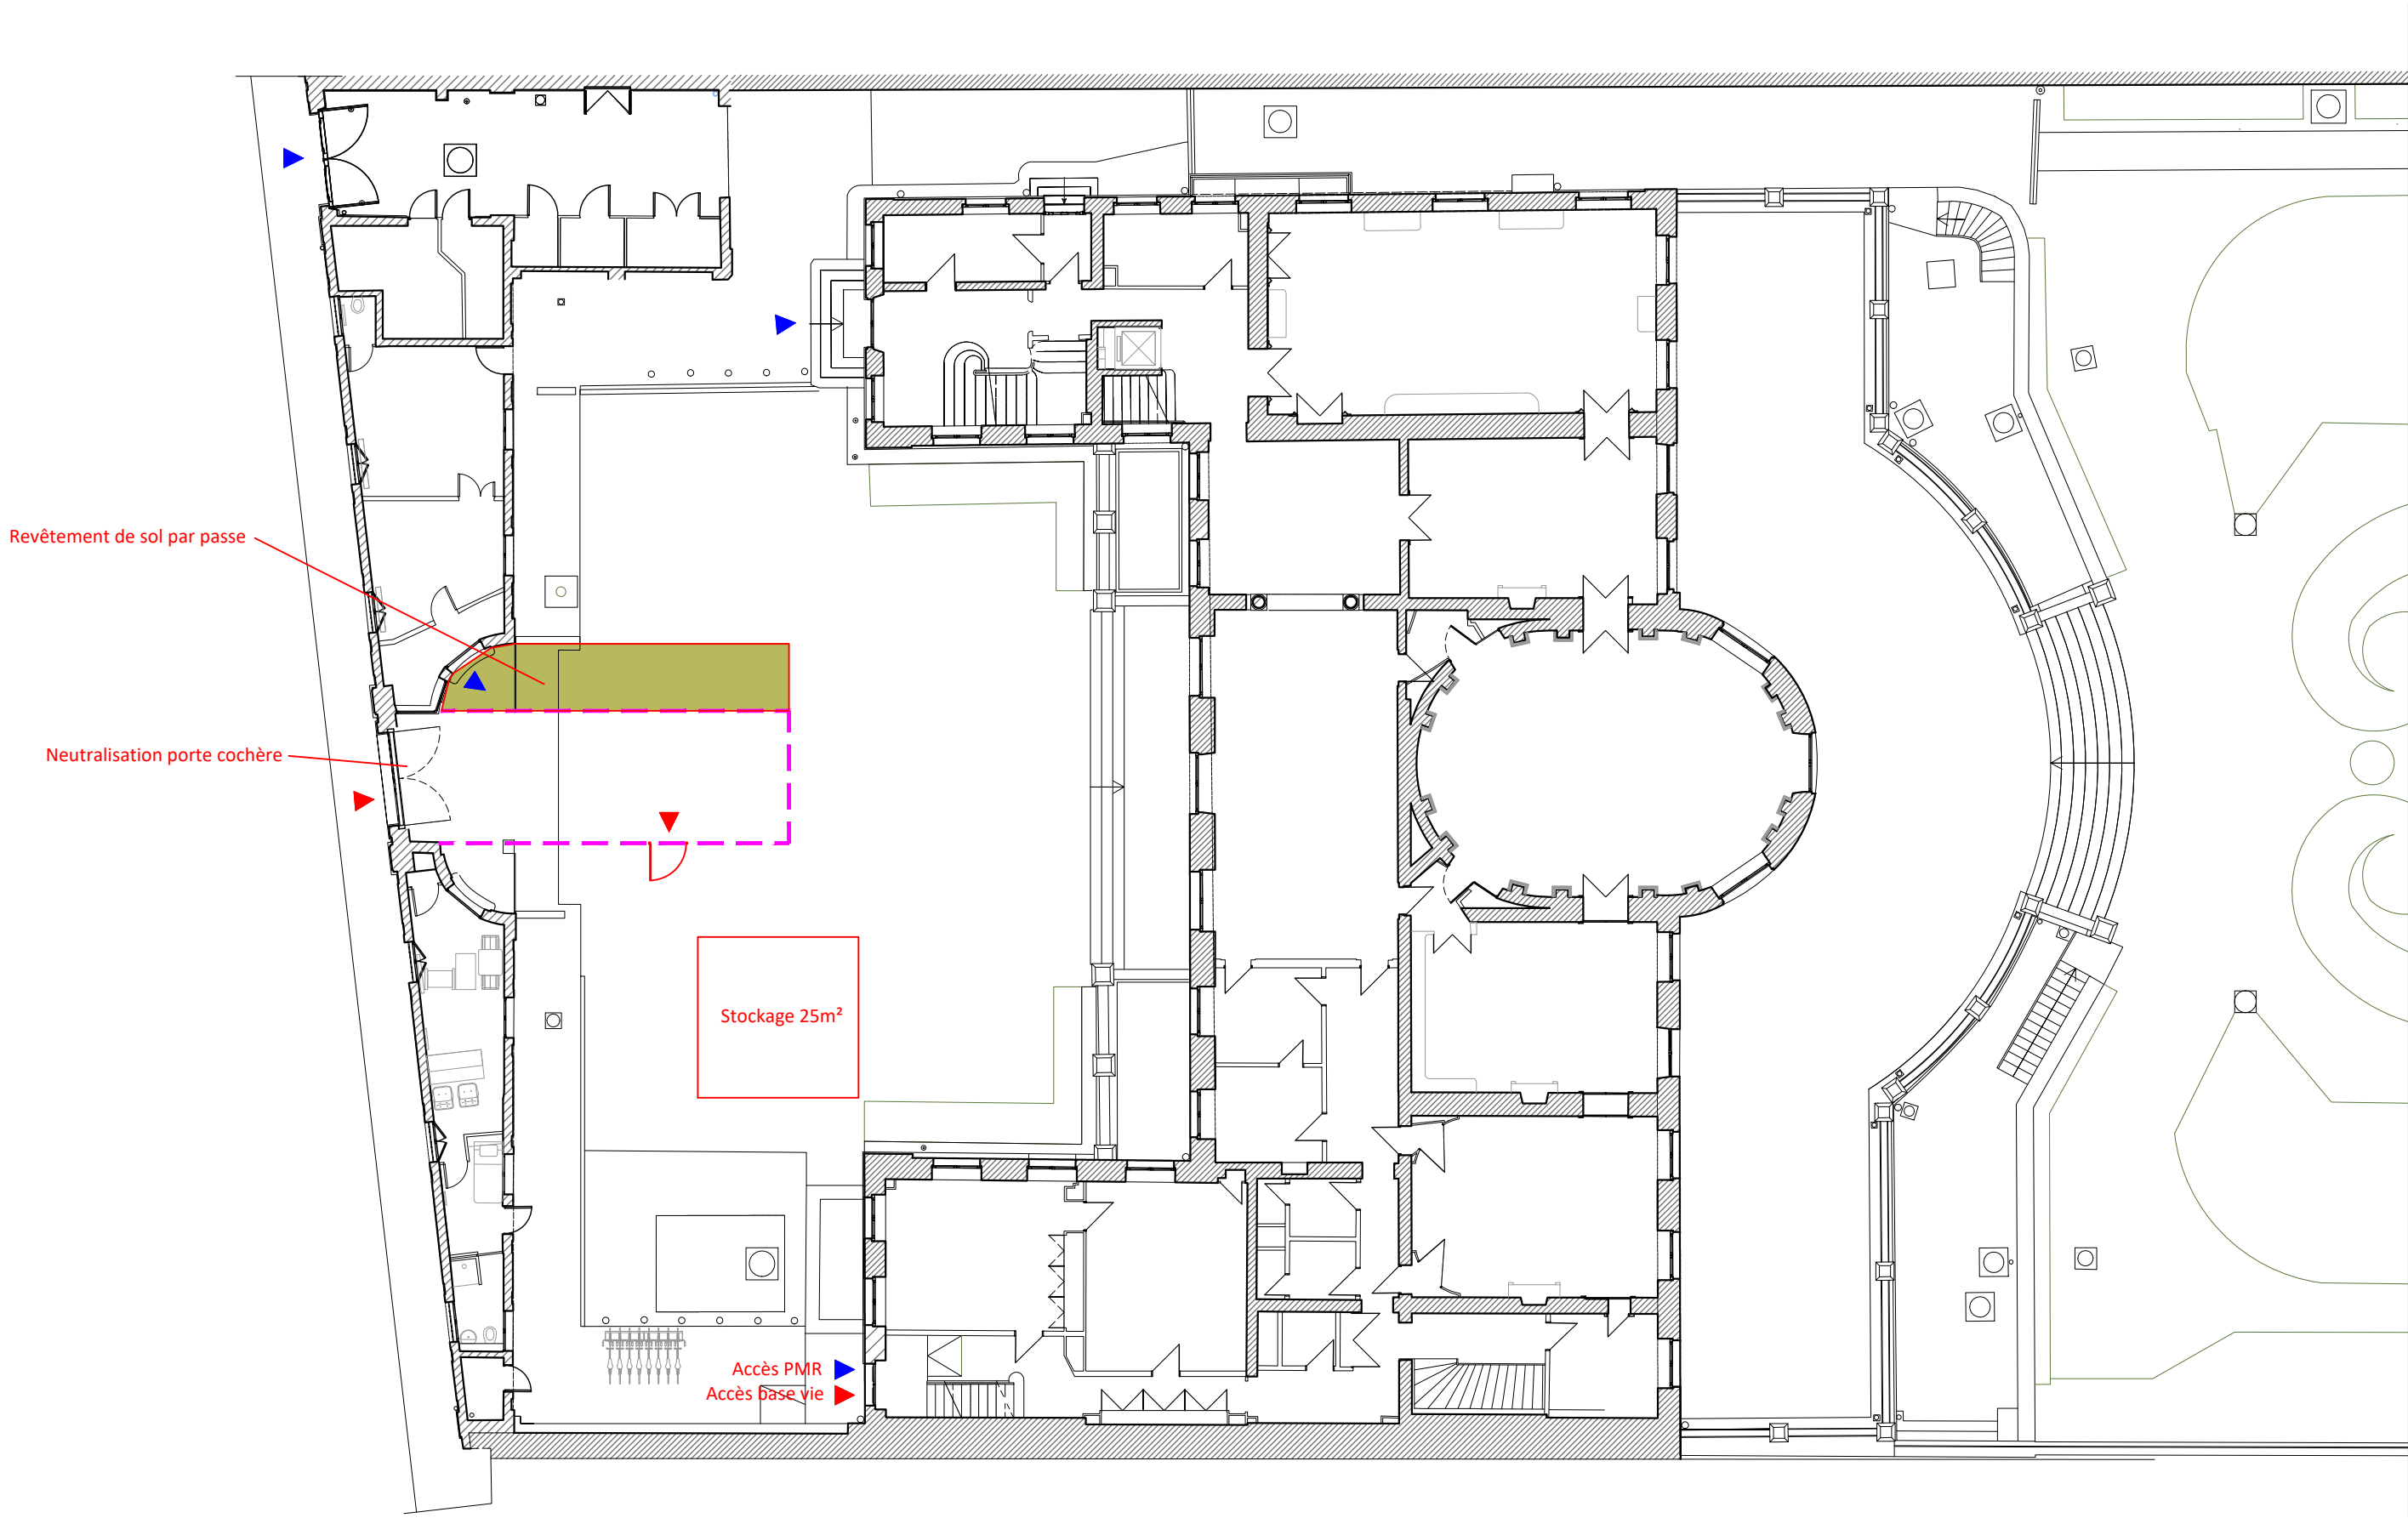 Revêtement de sol par passe
Neutralisation porte cochère
Stockage 25m²
Accès PMR
Accès base vie